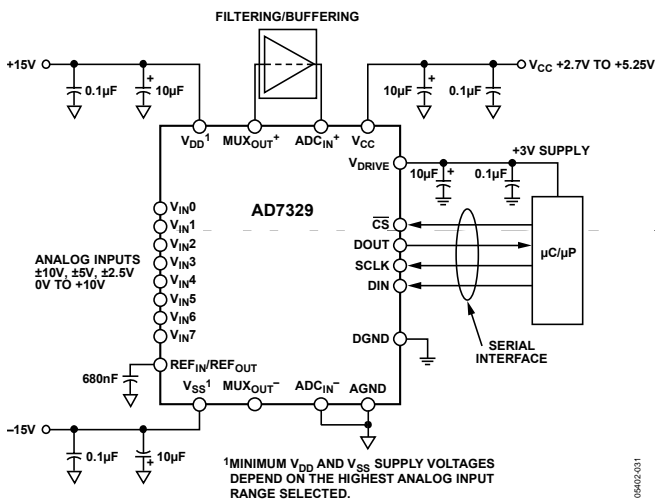 FILTERING/BUFFERING
+15V
0.1µF
+
10µF
VCC +2.7V TO +5.25V
10µF
+
0.1µF
VDD1
MUXOUT+
ADCIN+
VCC
VDRIVE
+3V SUPPLY
10µF
+
0.1µF
AD7329
VIN0
VIN1
VIN2
VIN3
VIN4
VIN5
VIN6
VIN7
ANALOG INPUTS
±10V, ±5V, ±2.5V
0V TO +10V
CS
DOUT
SCLK
DIN
µC/µP
DGND
SERIAL
INTERFACE
REFIN/REFOUT
680nF
VSS1
MUXOUT–
ADCIN–
AGND
–15V
0.1µF
10µF
+
1MINIMUM VDD AND VSS SUPPLY VOLTAGES
DEPEND ON THE HIGHEST ANALOG INPUT
RANGE SELECTED.
05402-031